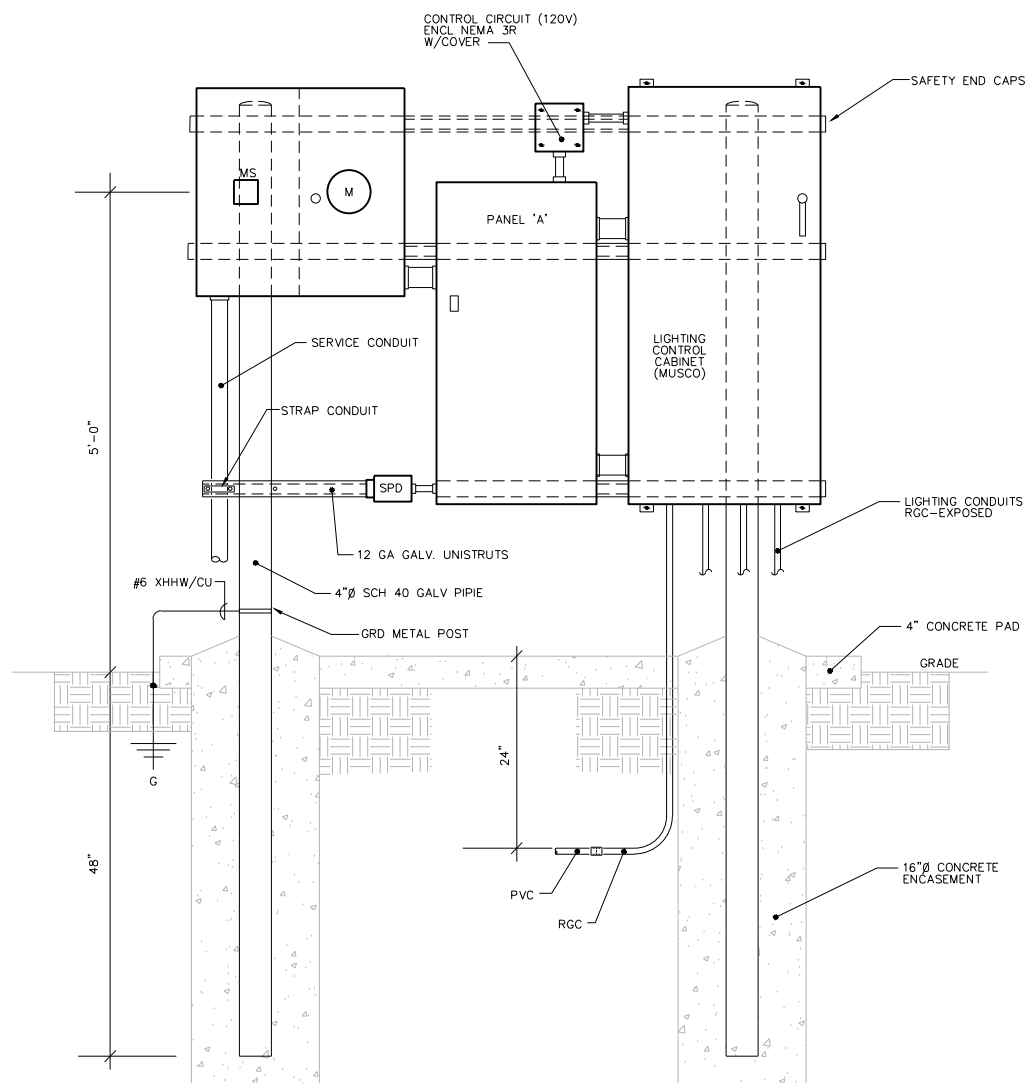 CONTROL CIRCUIT (120V)
ENCL NEMA 3R
W/COVER
SAFETY END CAPS
MS
M
PANEL 'A'
LIGHTING
CONTROL
CABINET
(MUSCO)
SERVICE CONDUIT
STRAP CONDUIT
5'-0"
SPD
LIGHTING CONDUITS
RGC-EXPOSED
12 GA GALV. UNISTRUTS
#6 XHHW/CU
4"Ø SCH 40 GALV PIPIE
GRD METAL POST
4" CONCRETE PAD
GRADE
24"
G
48"
16"Ø CONCRETE
ENCASEMENT
PVC
RGC